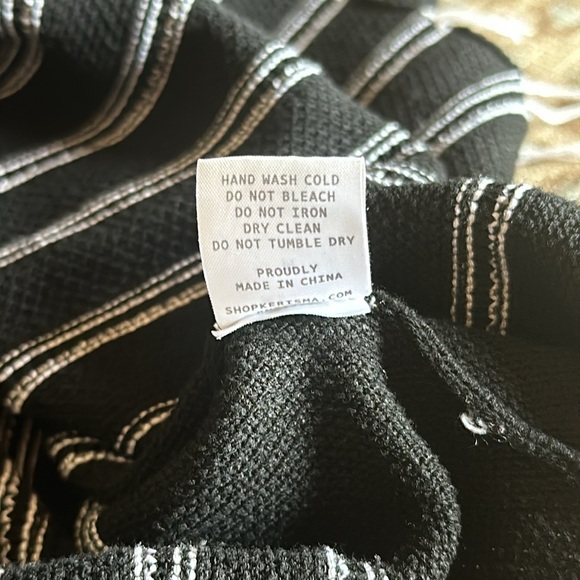 HAND WASH COLD
DO NOT BLEACH
DO NOT IRON
DRY CLEAN
DO NOT TUMBLE DRY
PROUDLY
MADE IN CHINA
SHOPKERISMA.COM